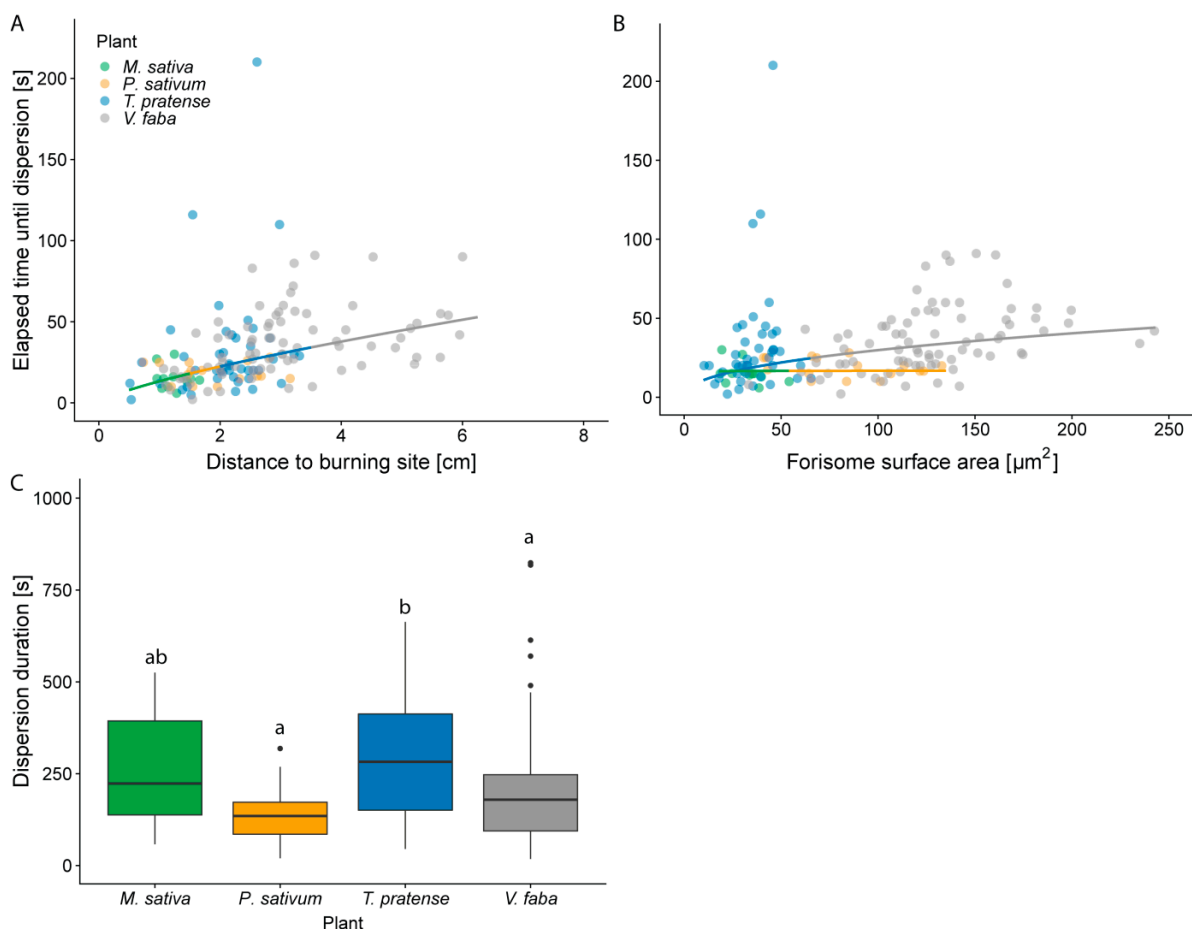 A
Plant
M. sativa
P. sativum
T. pratense
V. faba
Elapsed time until dispersion [s]
200
150
100
50
0
0 2 4 6 8
Distance to burning site [cm]
B
200
150
100
50
0
0 50 100 150 200 250
Forisome surface area [µm²]
C
Dispersion duration [s]
1000
750
500
250
0
ab
a
b
a
M. sativa P. sativum T. pratense V. faba
Plant